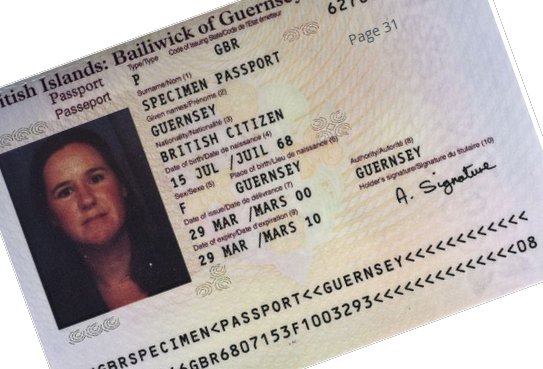 British Islands: Bailiwick of Guernsey
Passport
Passeport
Type/Type
Code of Issuing State/Code de l'Etat émetteur
P
GBR
Page 31
Surname/Nom (1)
SPECIMEN PASSPORT
Given names/Prénoms (2)
GUERNSEY
Nationality/Nationalité (3)
BRITISH CITIZEN
Date of birth/Date de naissance (4)
15 JUL /JUIL 68
Sex/Sexe (5) Place of birth/Lieu de naissance (6)
F GUERNSEY
Date of issue/Date de délivrance (7)
29 MAR /MARS 00
Date of expiry/Date d'expiration (9)
29 MAR /MARS 10
Authority/Autorité (8)
GUERNSEY
Holder's signature/Signature du titulaire (10)
A. Signature
GBRSPECIMEN<PASSPORT<<GUERNSEY<<<<<<<<<<<<
6GBR6807153F1003293<<<<<<<<<<<<<<08